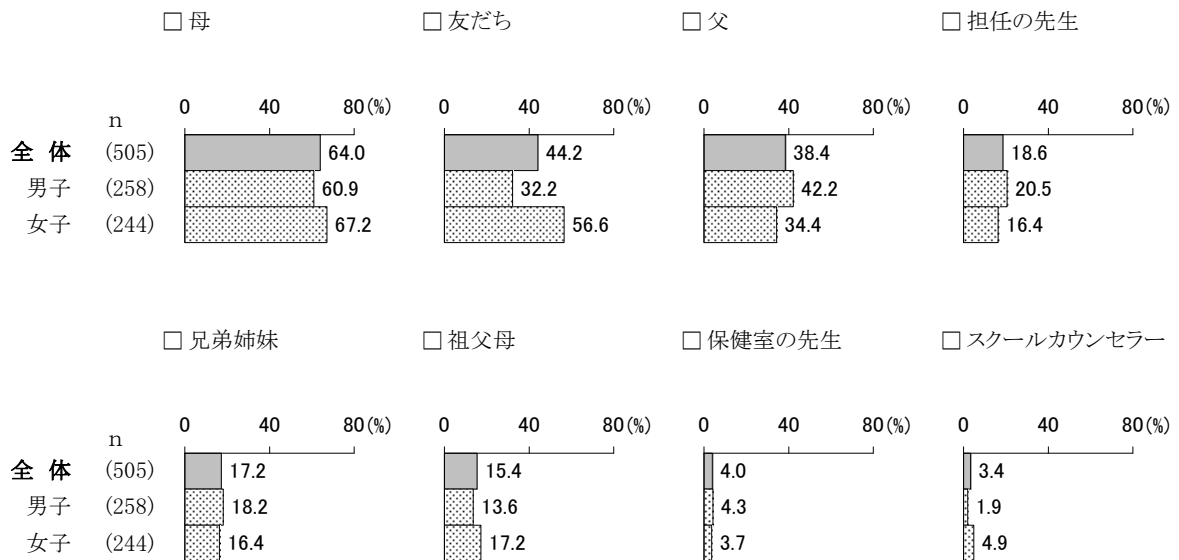 □ 母 □ 友だち □ 父 □ 担任の先生
0 40 80(%) 0 40 80(%) 0 40 80(%) 0 40 80(%)
n
全 体 (505) 64.0 44.2 38.4 18.6
男子 (258) 60.9 32.2 42.2 20.5
女子 (244) 67.2 56.6 34.4 16.4
□ 兄弟姉妹 □ 祖父母 □ 保健室の先生 □ スクールカウンセラー
0 40 80(%) 0 40 80(%) 0 40 80(%) 0 40 80(%)
n
全 体 (505) 17.2 15.4 4.0 3.4
男子 (258) 18.2 13.6 4.3 1.9
女子 (244) 16.4 17.2 3.7 4.9